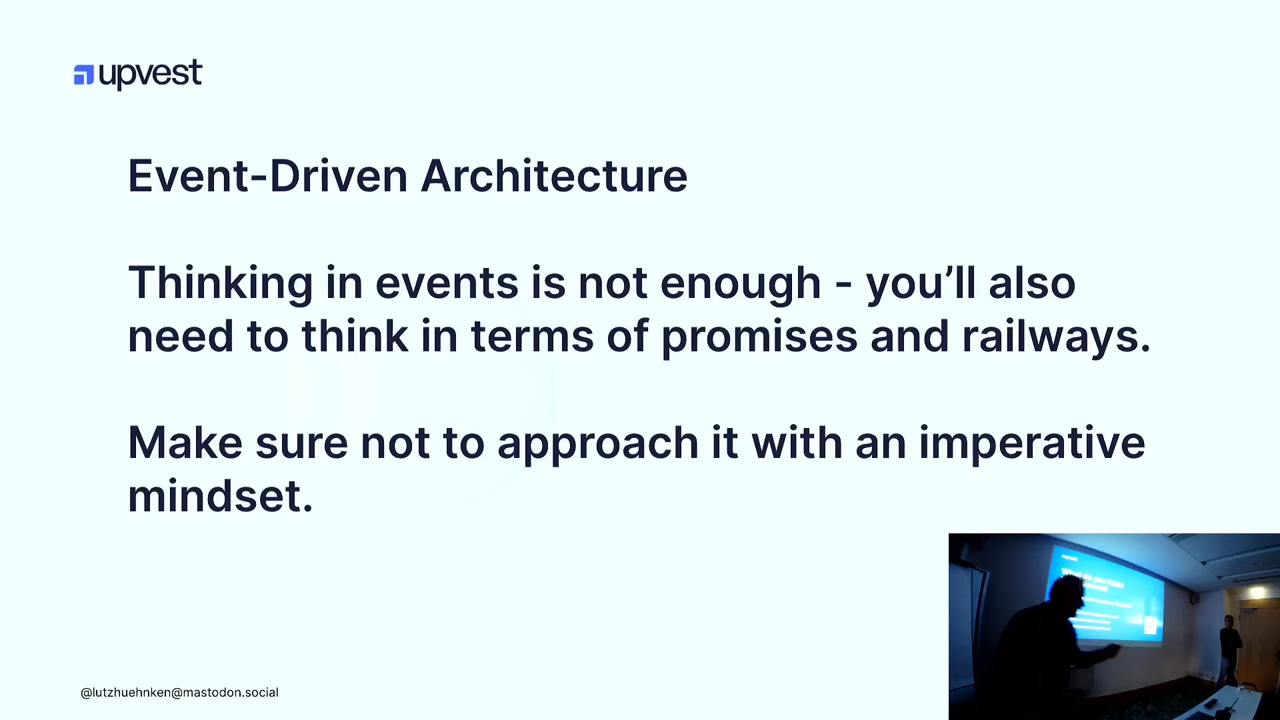 upvest
Event-Driven Architecture
Thinking in events is not enough - you’ll also
need to think in terms of promises and railways.
Make sure not to approach it with an imperative
mindset.
@lutzhuehnken@mastodon.social